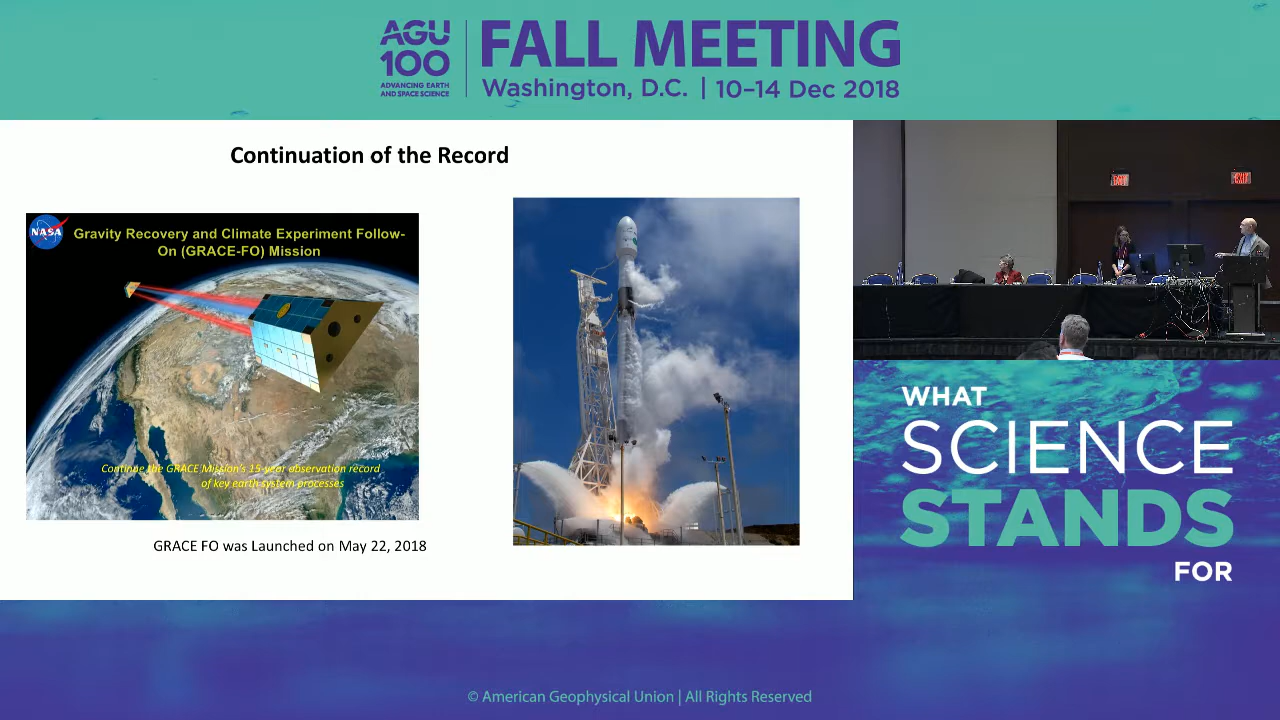 AGU
100
ADVANCING EARTH
AND SPACE SCIENCE
FALL MEETING
Washington, D.C. | 10–14 Dec 2018
Continuation of the Record
NASA
Gravity Recovery and Climate Experiment Follow-
On (GRACE-FO) Mission
Continue the GRACE Mission's 15-year observation record
of key earth system processes
GRACE FO was Launched on May 22, 2018
EXIT
EXIT
WHAT
SCIENCE
STANDS
FOR
© American Geophysical Union | All Rights Reserved